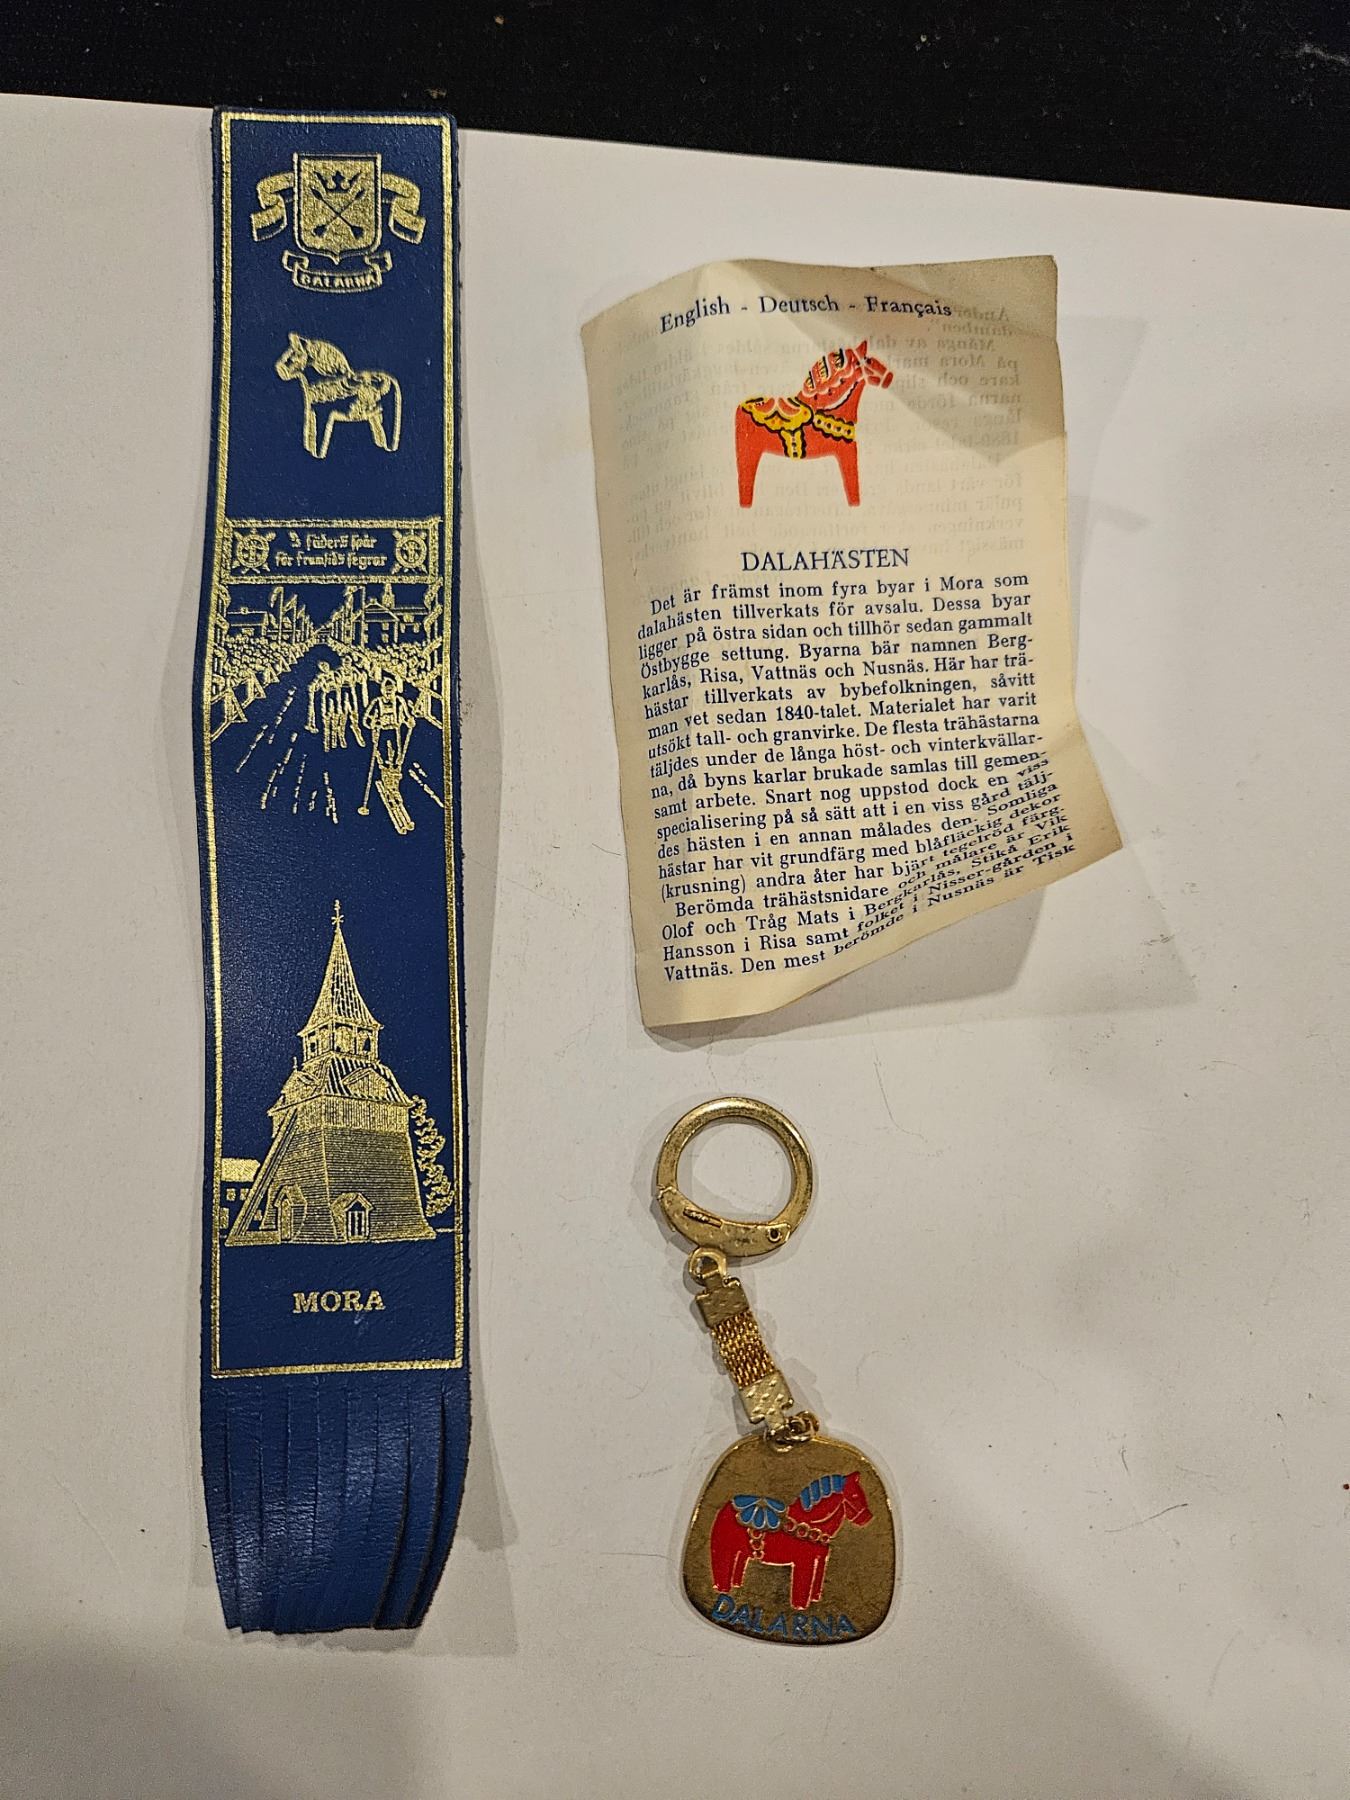 DALARNA
I fäders spår
för framtids segrar
MORA
English - Deutsch - Français
DALAHÄSTEN
Det är främst inom fyra byar i Mora som
dalahästen tillverkats för avsalu. Dessa byar
ligger på östra sidan och tillhör sedan gammalt
Östbygge settung. Byarna bär namnen Berg-
karlås, Risa, Vattnäs och Nusnäs. Här har trä-
hästar tillverkats av bybefolkningen, såvitt
man vet sedan 1840-talet. Materialet har varit
utsökt tall- och granvirke. De flesta trähästarna
täljdes under de långa höst- och vinterkvällar-
na, då byns karlar brukade samlas till gemen-
samt arbete. Snart nog uppstod dock en viss
specialisering på så sätt att i en viss gård tälj-
des hästen i en annan målades den. Somliga
hästar har vit grundfärg med blåfläckig dekor
(krusning) andra åter har bjärt tegelröd färg.
Berömda trähästsnidare och målare är Vik
Olof och Tråg Mats i Bergkarlås, Stikå Erik
Hansson i Risa samt folket i Nisser-gården i
Vattnäs. Den mest berömde i Nusnäs är Tisk
DALARNA